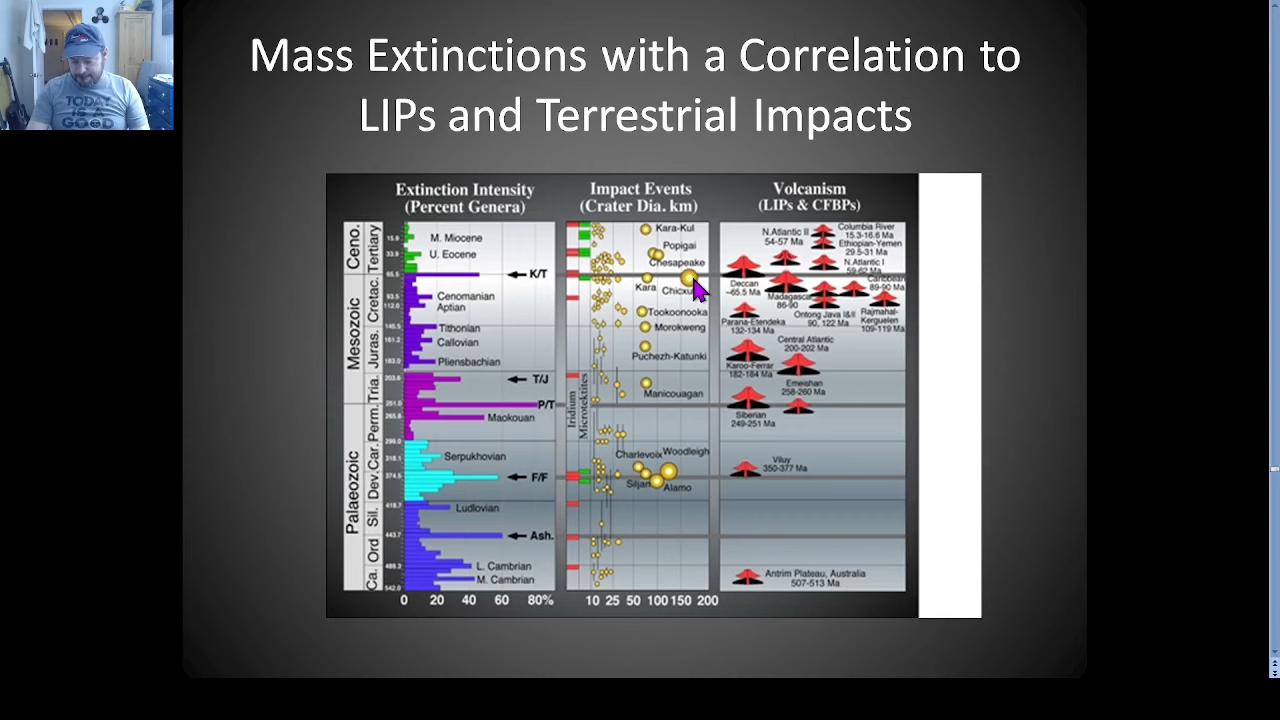 TODAY
IS A
GOOD
Mass Extinctions with a Correlation to
LIPs and Terrestrial Impacts
Extinction Intensity
(Percent Genera)
Impact Events
(Crater Dia. km)
Volcanism
(LIPs & CFBPs)
Ceno.
Mesozoic
Palaeozoic
Tertiary
Cretac.
Juras.
Tria.
Perm.
Car.
Dev.
Sil.
Ord
Ca.
15.9
33.9
65.5
93.5
112.0
145.5
161.2
183.0
203.6
251.0
265.8
299.0
318.1
374.5
418.7
443.7
488.3
542.0
M. Miocene
U. Eocene
K/T
Cenomanian
Aptian
Tithonian
Callovian
Pliensbachian
T/J
P/T
Maokouan
Serpukhovian
F/F
Ludlovian
Ash.
L. Cambrian
M. Cambrian
0 20 40 60 80%
Iridium
Microtektites
Kara-Kul
Popigai
Chesapeake
Kara
Chicxu
Tookoonooka
Morokweng
Puchezh-Katunki
Manicouagan
Charlevoix
Woodleigh
Siljan
Alamo
10 25 50 100 150 200
N.Atlantic II
54-57 Ma
Columbia River
15.3-16.6 Ma
Ethiopian-Yemen
29.5-31 Ma
N.Atlantic I
59-62 Ma
Deccan
~65.5 Ma
Madagascar
86-90
Caribbean
89-90 Ma
Ontong Java I&II
90, 122 Ma
Rajmahal-
Kerguelen
109-119 Ma
Parana-Etendeka
132-134 Ma
Central Atlantic
200-202 Ma
Karoo-Ferrar
182-184 Ma
Emeishan
258-260 Ma
Siberian
249-251 Ma
Viluy
350-377 Ma
Antrim Plateau, Australia
507-513 Ma